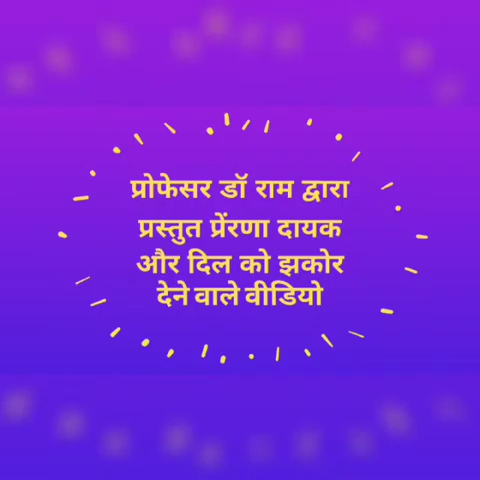 प्रोफेसर डॉ राम द्वारा
प्रस्तुत प्रेंरणा दायक
और दिल को झकोर
देने वाले वीडियो